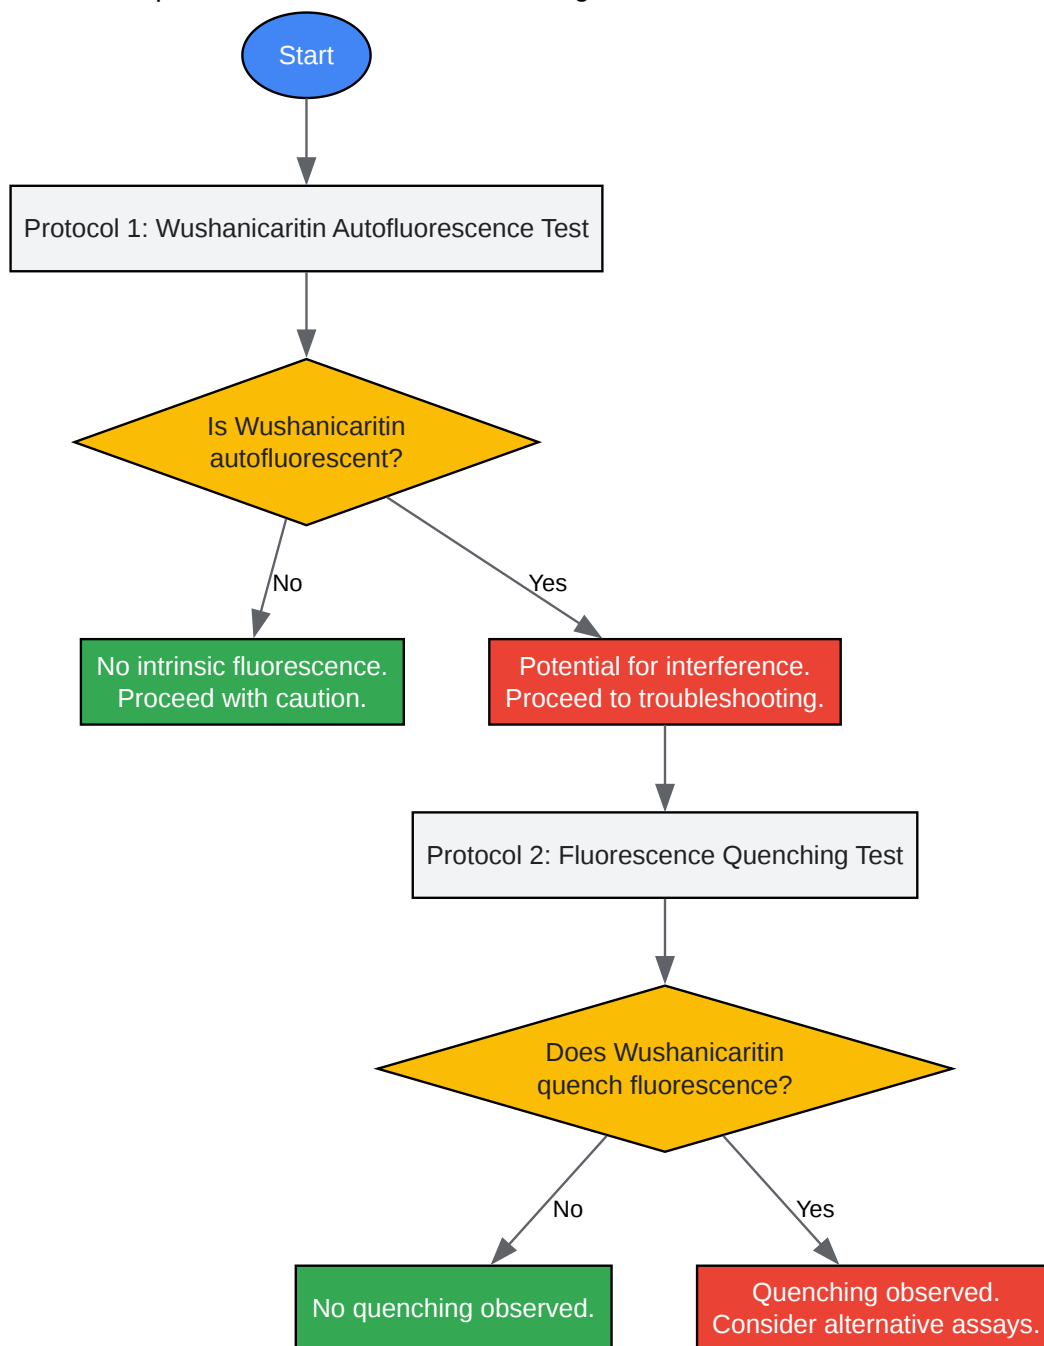 Start
Protocol 1: Wushanicaritin Autofluorescence Test
Is Wushanicaritin
autofluorescent?
No
Yes
No intrinsic fluorescence.
Proceed with caution.
Potential for interference.
Proceed to troubleshooting.
Protocol 2: Fluorescence Quenching Test
Does Wushanicaritin
quench fluorescence?
No
Yes
No quenching observed.
Quenching observed.
Consider alternative assays.